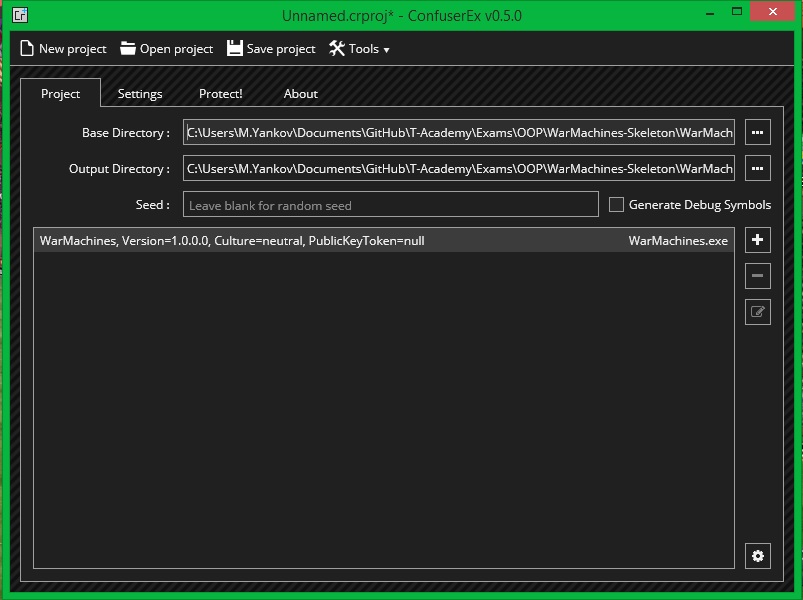 Unnamed.crproj* - ConfuserEx v0.5.0
New project Open project Save project Tools
Project Settings Protect! About
Base Directory : C:\Users\M.Yankov\Documents\GitHub\T-Academy\Exams\OOP\WarMachines-Skeleton\WarMach
Output Directory : C:\Users\M.Yankov\Documents\GitHub\T-Academy\Exams\OOP\WarMachines-Skeleton\WarMach
Seed : Leave blank for random seed Generate Debug Symbols
WarMachines, Version=1.0.0.0, Culture=neutral, PublicKeyToken=null WarMachines.exe